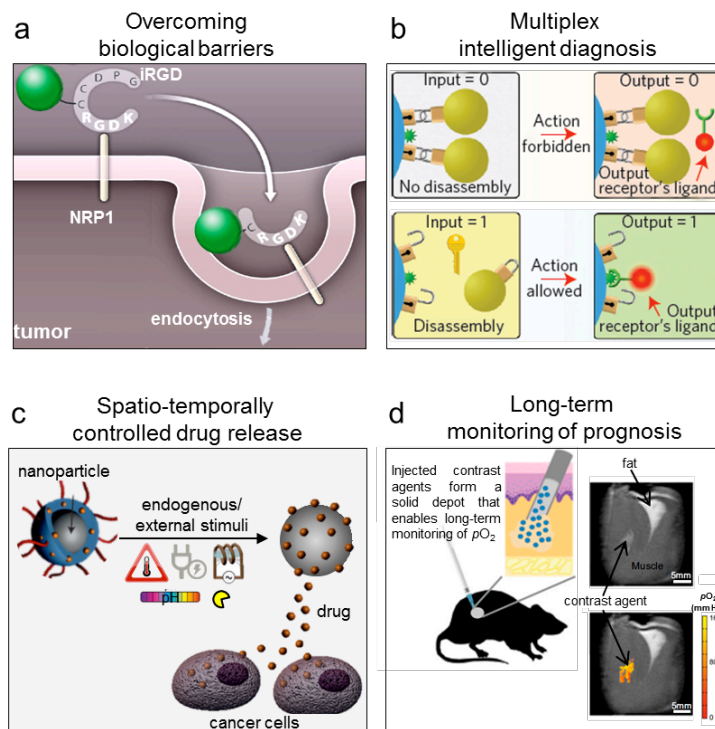 a
Overcoming
biological barriers
iRGD
C
C
D
P
G
C
R
G
D
K
NRP1
C
R
G
D
K
endocytosis
tumor
b
Multiplex
intelligent diagnosis
Input = 0
No disassembly
Action
forbidden
Output = 0
Output
receptor's ligand
Input = 1
Disassembly
Action
allowed
Output = 1
Output
receptor's ligand
c
Spatio-temporally
controlled drug release
nanoparticle
endogenous/
external stimuli
pH
drug
cancer cells
d
Long-term
monitoring of prognosis
Injected contrast
agents form a
solid depot that
enables long-term
monitoring of pO2
fat
Muscle
5mm
contrast agent
pO2
(mmH
80
0
5mm